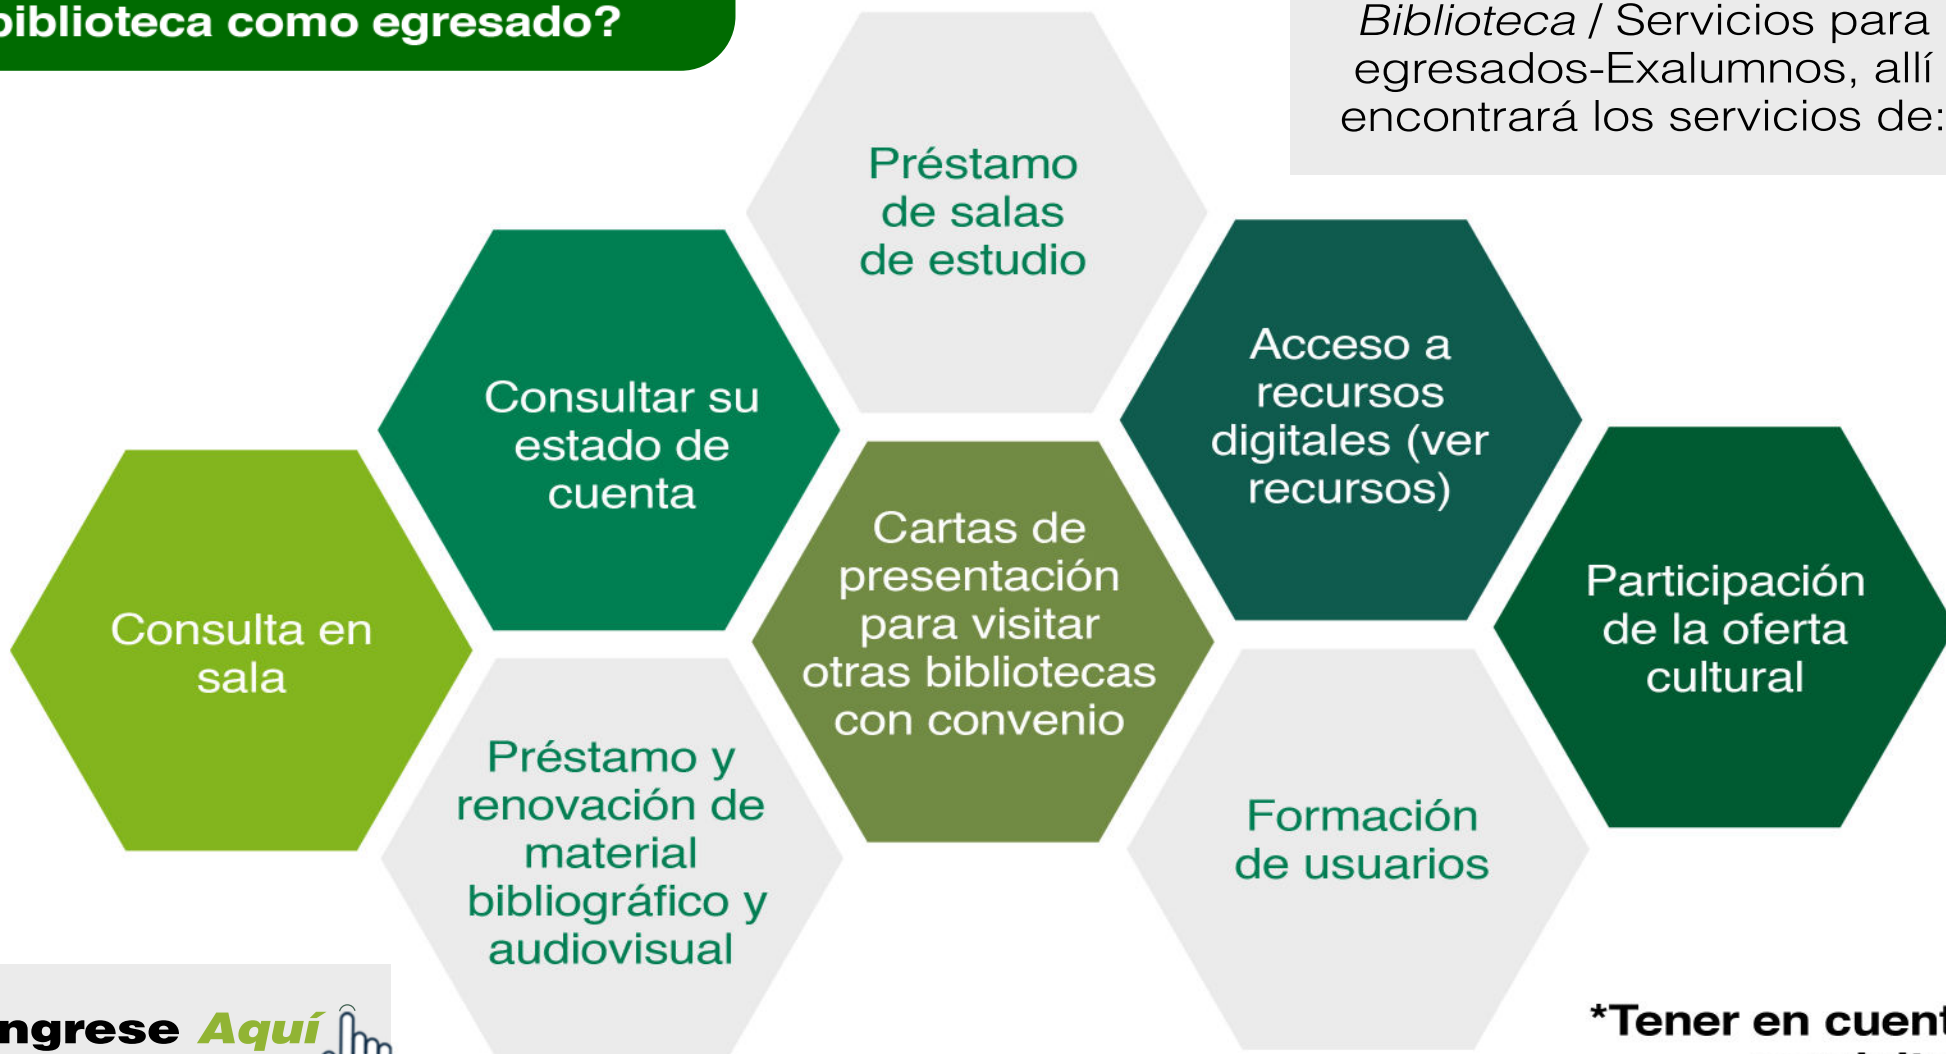 biblioteca como egresado?
Biblioteca / Servicios para
egresados-Exalumnos, allí
encontrará los servicios de:
Préstamo
de salas
de estudio
Consultar su
estado de
cuenta
Acceso a
recursos
digitales (ver
recursos)
Consulta en
sala
Cartas de
presentación
para visitar
otras bibliotecas
con convenio
Participación
de la oferta
cultural
Préstamo y
renovación de
material
bibliográfico y
audiovisual
Formación
de usuarios
ngrese Aquí
*Tener en cuent